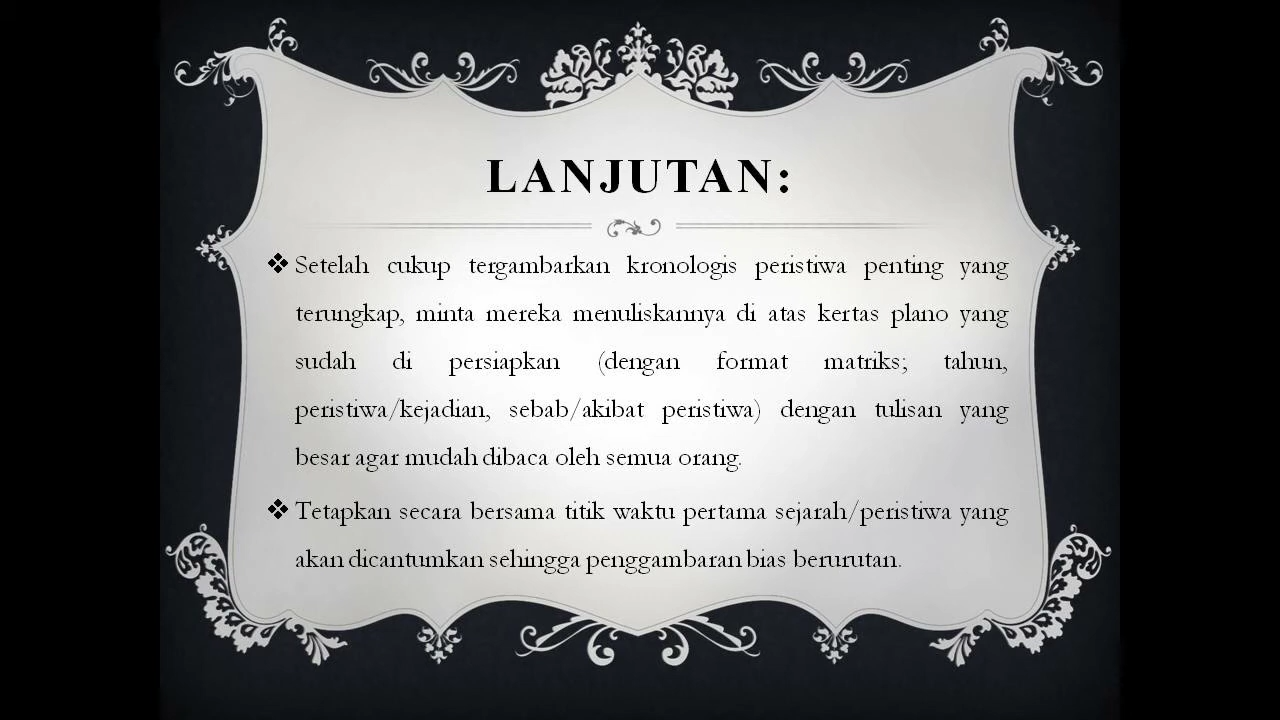 LANJUTAN:
❖ Setelah cukup tergambarkan kronologis peristiwa penting yang
terungkap, minta mereka menuliskannya di atas kertas plano yang
sudah di persiapkan (dengan format matriks; tahun,
peristiwa/kejadian, sebab/akibat peristiwa) dengan tulisan yang
besar agar mudah dibaca oleh semua orang.
❖ Tetapkan secara bersama titik waktu pertama sejarah/peristiwa yang
akan dicantumkan sehingga penggambaran bias berurutan.